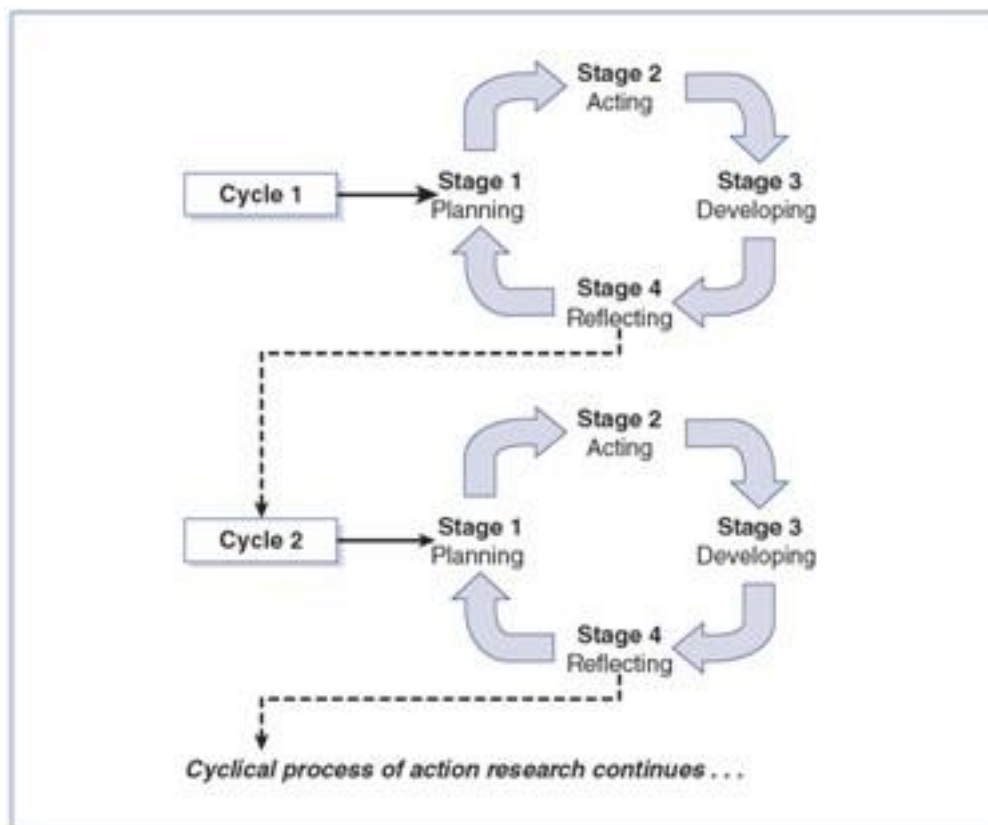 Stage 2
Acting
Cycle 1
Stage 1
Planning
Stage 3
Developing
Stage 4
Reflecting
Stage 2
Acting
Cycle 2
Stage 1
Planning
Stage 3
Developing
Stage 4
Reflecting
Cyclical process of action research continues . . .